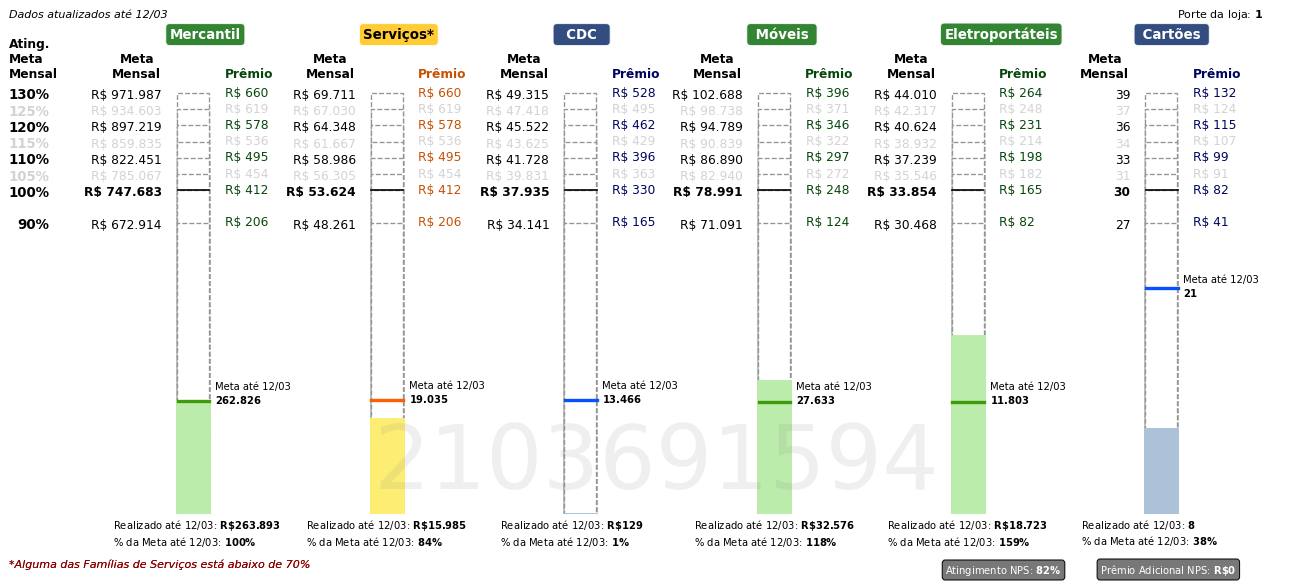 Dados atualizados até 12/03
Porte da loja: 1
Mercantil Serviços* CDC Móveis Eletroportáteis Cartões
Ating. Meta Mensal
Meta Mensal Prêmio Meta Mensal Prêmio Meta Mensal Prêmio Meta Mensal Prêmio Meta Mensal Prêmio Meta Mensal Prêmio
130% R$ 971.987 R$ 660 R$ 69.711 R$ 660 R$ 49.315 R$ 528 R$ 102.688 R$ 396 R$ 44.010 R$ 264 39 R$ 132
125% R$ 934.603 R$ 619 R$ 67.030 R$ 619 R$ 47.418 R$ 495 R$ 98.738 R$ 371 R$ 42.317 R$ 248 37 R$ 124
120% R$ 897.219 R$ 578 R$ 64.348 R$ 578 R$ 45.522 R$ 462 R$ 94.789 R$ 346 R$ 40.624 R$ 231 36 R$ 115
115% R$ 859.835 R$ 536 R$ 61.667 R$ 536 R$ 43.625 R$ 429 R$ 90.839 R$ 322 R$ 38.932 R$ 214 34 R$ 107
110% R$ 822.451 R$ 495 R$ 58.986 R$ 495 R$ 41.728 R$ 396 R$ 86.890 R$ 297 R$ 37.239 R$ 198 33 R$ 99
105% R$ 785.067 R$ 454 R$ 56.305 R$ 454 R$ 39.831 R$ 363 R$ 82.940 R$ 272 R$ 35.546 R$ 182 31 R$ 91
100% R$ 747.683 R$ 412 R$ 53.624 R$ 412 R$ 37.935 R$ 330 R$ 78.991 R$ 248 R$ 33.854 R$ 165 30 R$ 82
90% R$ 672.914 R$ 206 R$ 48.261 R$ 206 R$ 34.141 R$ 165 R$ 71.091 R$ 124 R$ 30.468 R$ 82 27 R$ 41
Meta até 12/03
21
Meta até 12/03 Meta até 12/03 Meta até 12/03 Meta até 12/03 Meta até 12/03
262.826 19.035 13.466 27.633 11.803
2103691594
Realizado até 12/03: R$263.893 Realizado até 12/03: R$15.985 Realizado até 12/03: R$129 Realizado até 12/03: R$32.576 Realizado até 12/03: R$18.723 Realizado até 12/03: 8
% da Meta até 12/03: 100% % da Meta até 12/03: 84% % da Meta até 12/03: 1% % da Meta até 12/03: 118% % da Meta até 12/03: 159% % da Meta até 12/03: 38%
*Alguma das Famílias de Serviços está abaixo de 70%
Atingimento NPS: 82% Prêmio Adicional NPS: R$0